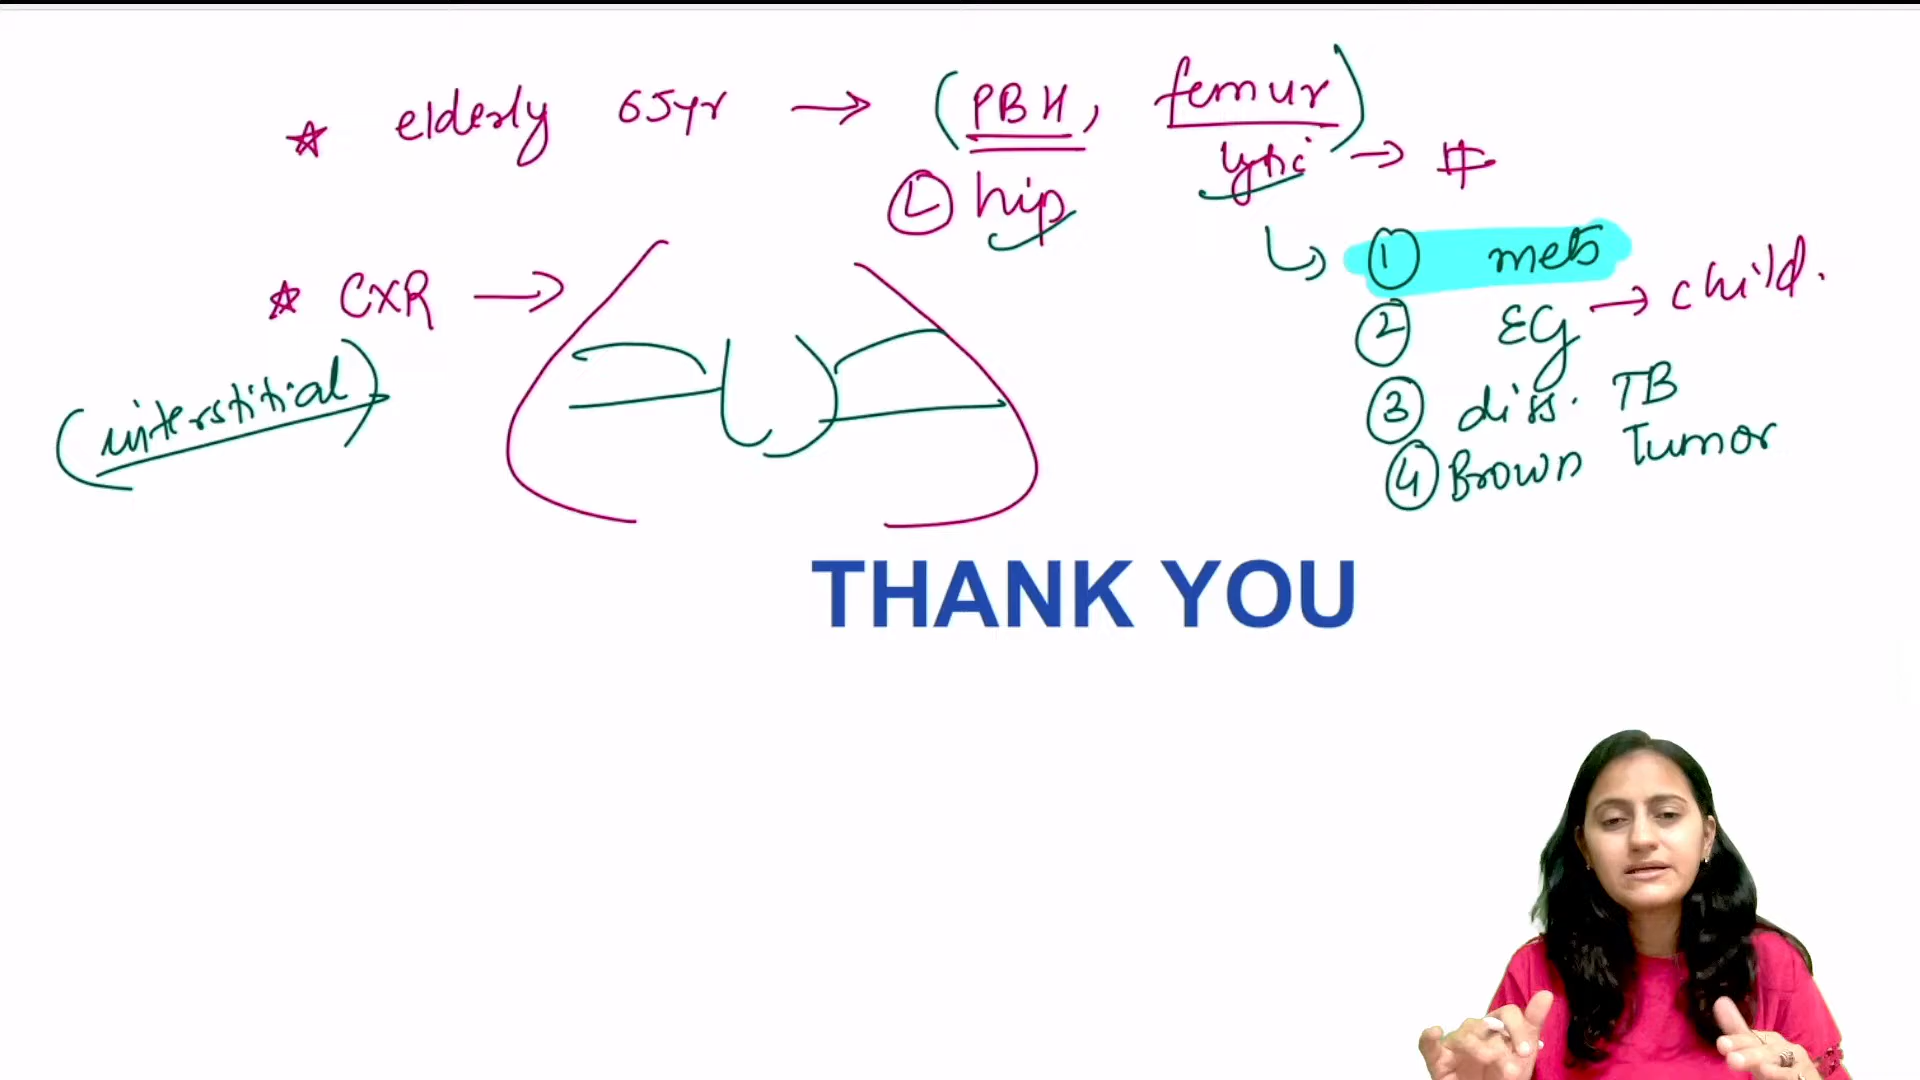 ☆ elderly 65yr → (PBH, femur)
Ⓛ hip lytic → #
① mets
☆ CXR → ② EG → child.
(interstitial) ③ diss. TB
④ Brown Tumor
THANK YOU